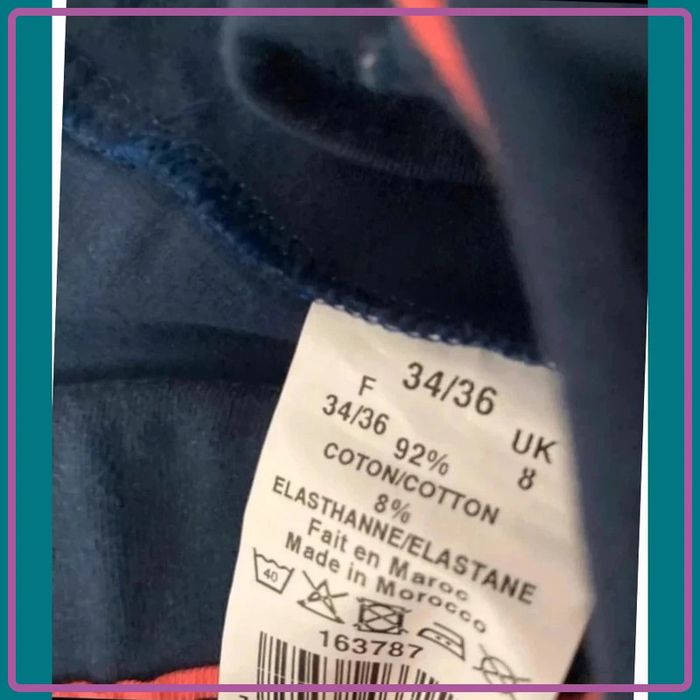 34/36
F UK
34/36 8
92%
COTON/COTTON
8%
ELASTHANNE/ELASTANE
Fait en Maroc
Made in Morocco
40
163787